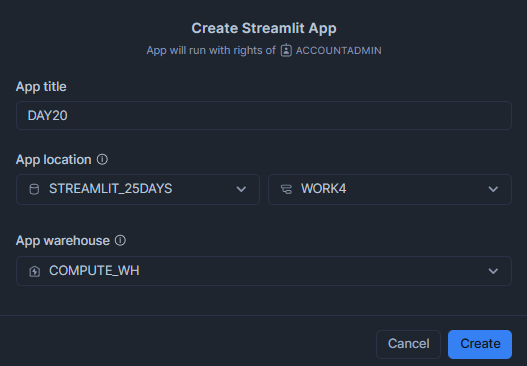 Create Streamlit App
App will run with rights of ACCOUNTADMIN
App title
DAY20
App location
STREAMLIT_25DAYS WORK4
App warehouse
COMPUTE_WH
Cancel Create